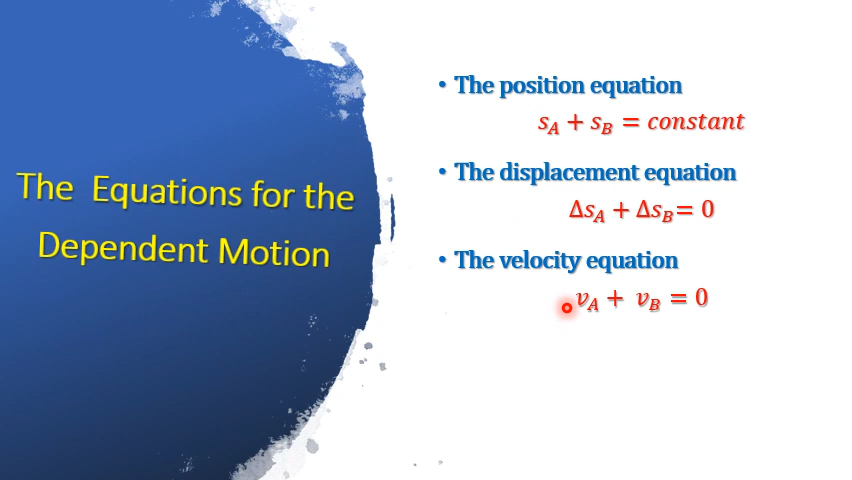 The Equations for the
Dependent Motion
• The position equation
s_A + s_B = constant
• The displacement equation
Δs_A + Δs_B = 0
• The velocity equation
v_A + v_B = 0